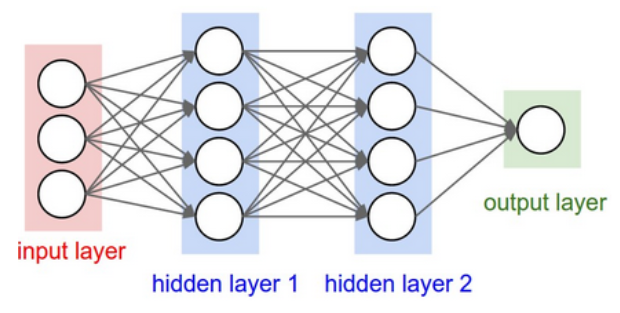 input layer
hidden layer 1
hidden layer 2
output layer